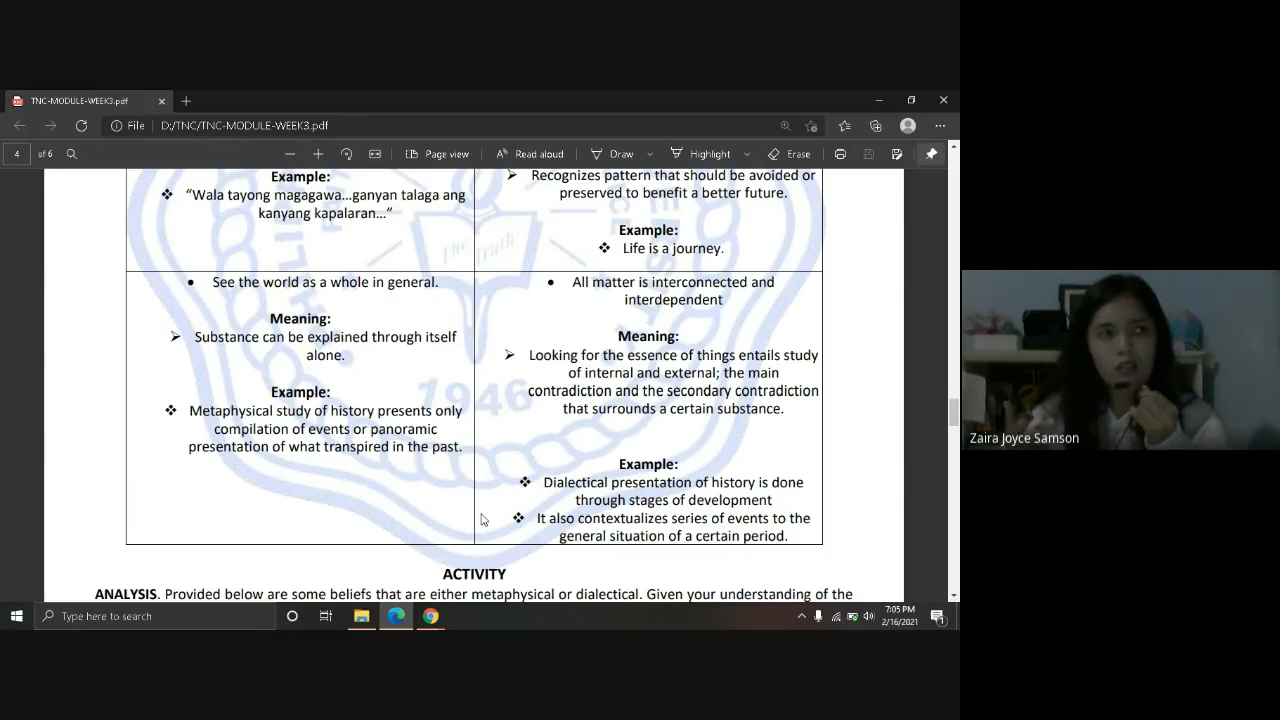 TNC-MODULE-WEEK3.pdf
File D:/TNC/TNC-MODULE-WEEK3.pdf
4 of 6
Page view
Read aloud
Draw
Highlight
Erase
Example:
❖ “Wala tayong magagawa...ganyan talaga ang
kanyang kapalaran...”
➢ Recognizes pattern that should be avoided or
preserved to benefit a better future.
Example:
❖ Life is a journey.
• See the world as a whole in general.
Meaning:
➢ Substance can be explained through itself
alone.
Example:
❖ Metaphysical study of history presents only
compilation of events or panoramic
presentation of what transpired in the past.
• All matter is interconnected and
interdependent
Meaning:
➢ Looking for the essence of things entails study
of internal and external; the main
contradiction and the secondary contradiction
that surrounds a certain substance.
Example:
❖ Dialectical presentation of history is done
through stages of development
❖ It also contextualizes series of events to the
general situation of a certain period.
1946
ACTIVITY
ANALYSIS. Provided below are some beliefs that are either metaphysical or dialectical. Given your understanding of the
Type here to search
7:05 PM
2/16/2021
1
Zaira Joyce Samson